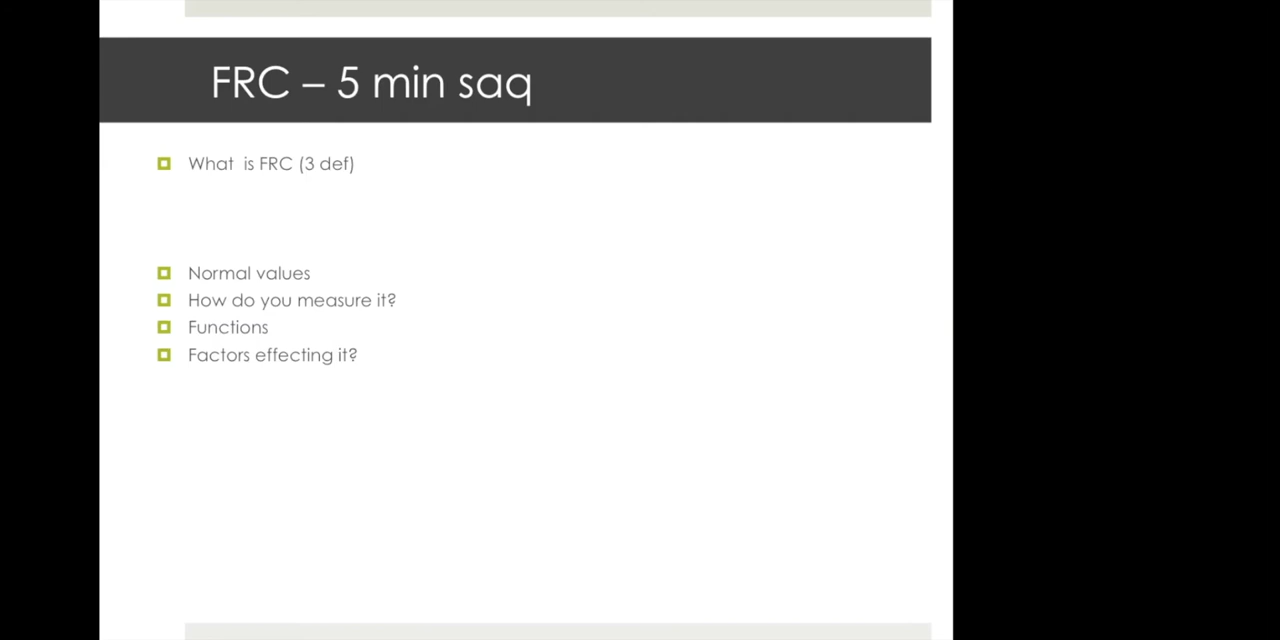 FRC – 5 min saq
What is FRC (3 def)
Normal values
How do you measure it?
Functions
Factors effecting it?